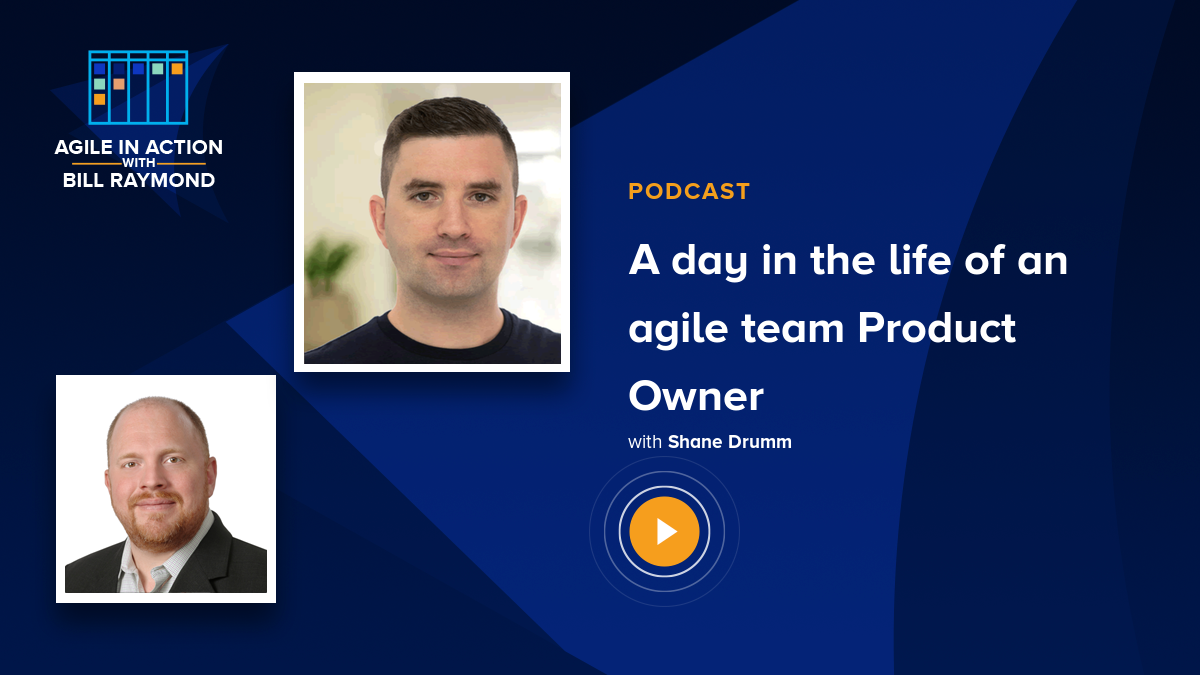 AGILE IN ACTION
WITH
BILL RAYMOND
PODCAST
A day in the life of an
agile team Product
Owner
with Shane Drumm